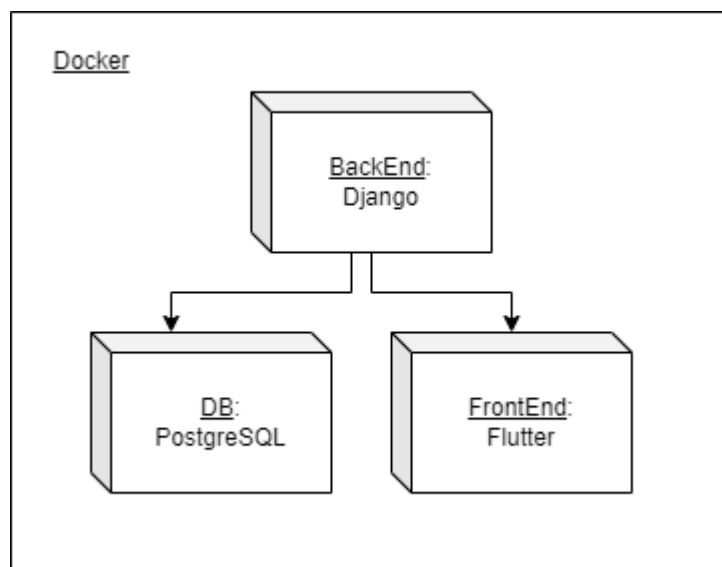 Docker
BackEnd:
Django
DB:
PostgreSQL
FrontEnd:
Flutter